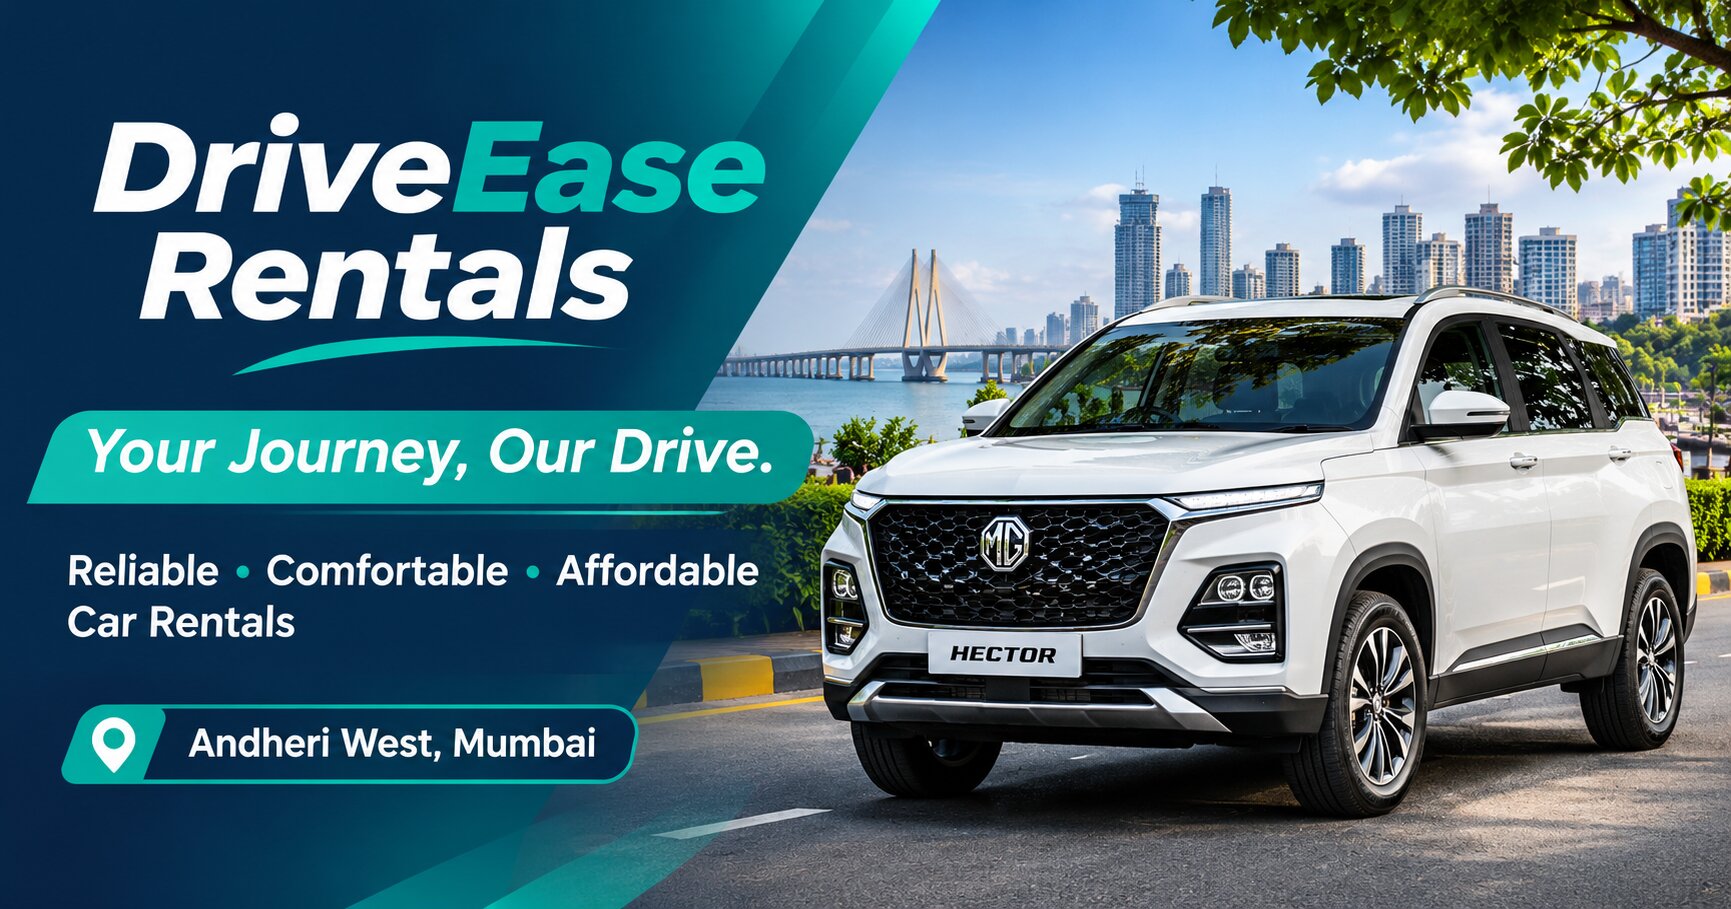 DriveEase
Rentals
Your Journey, Our Drive.
Reliable • Comfortable • Affordable
Car Rentals
Andheri West, Mumbai
MG
HECTOR